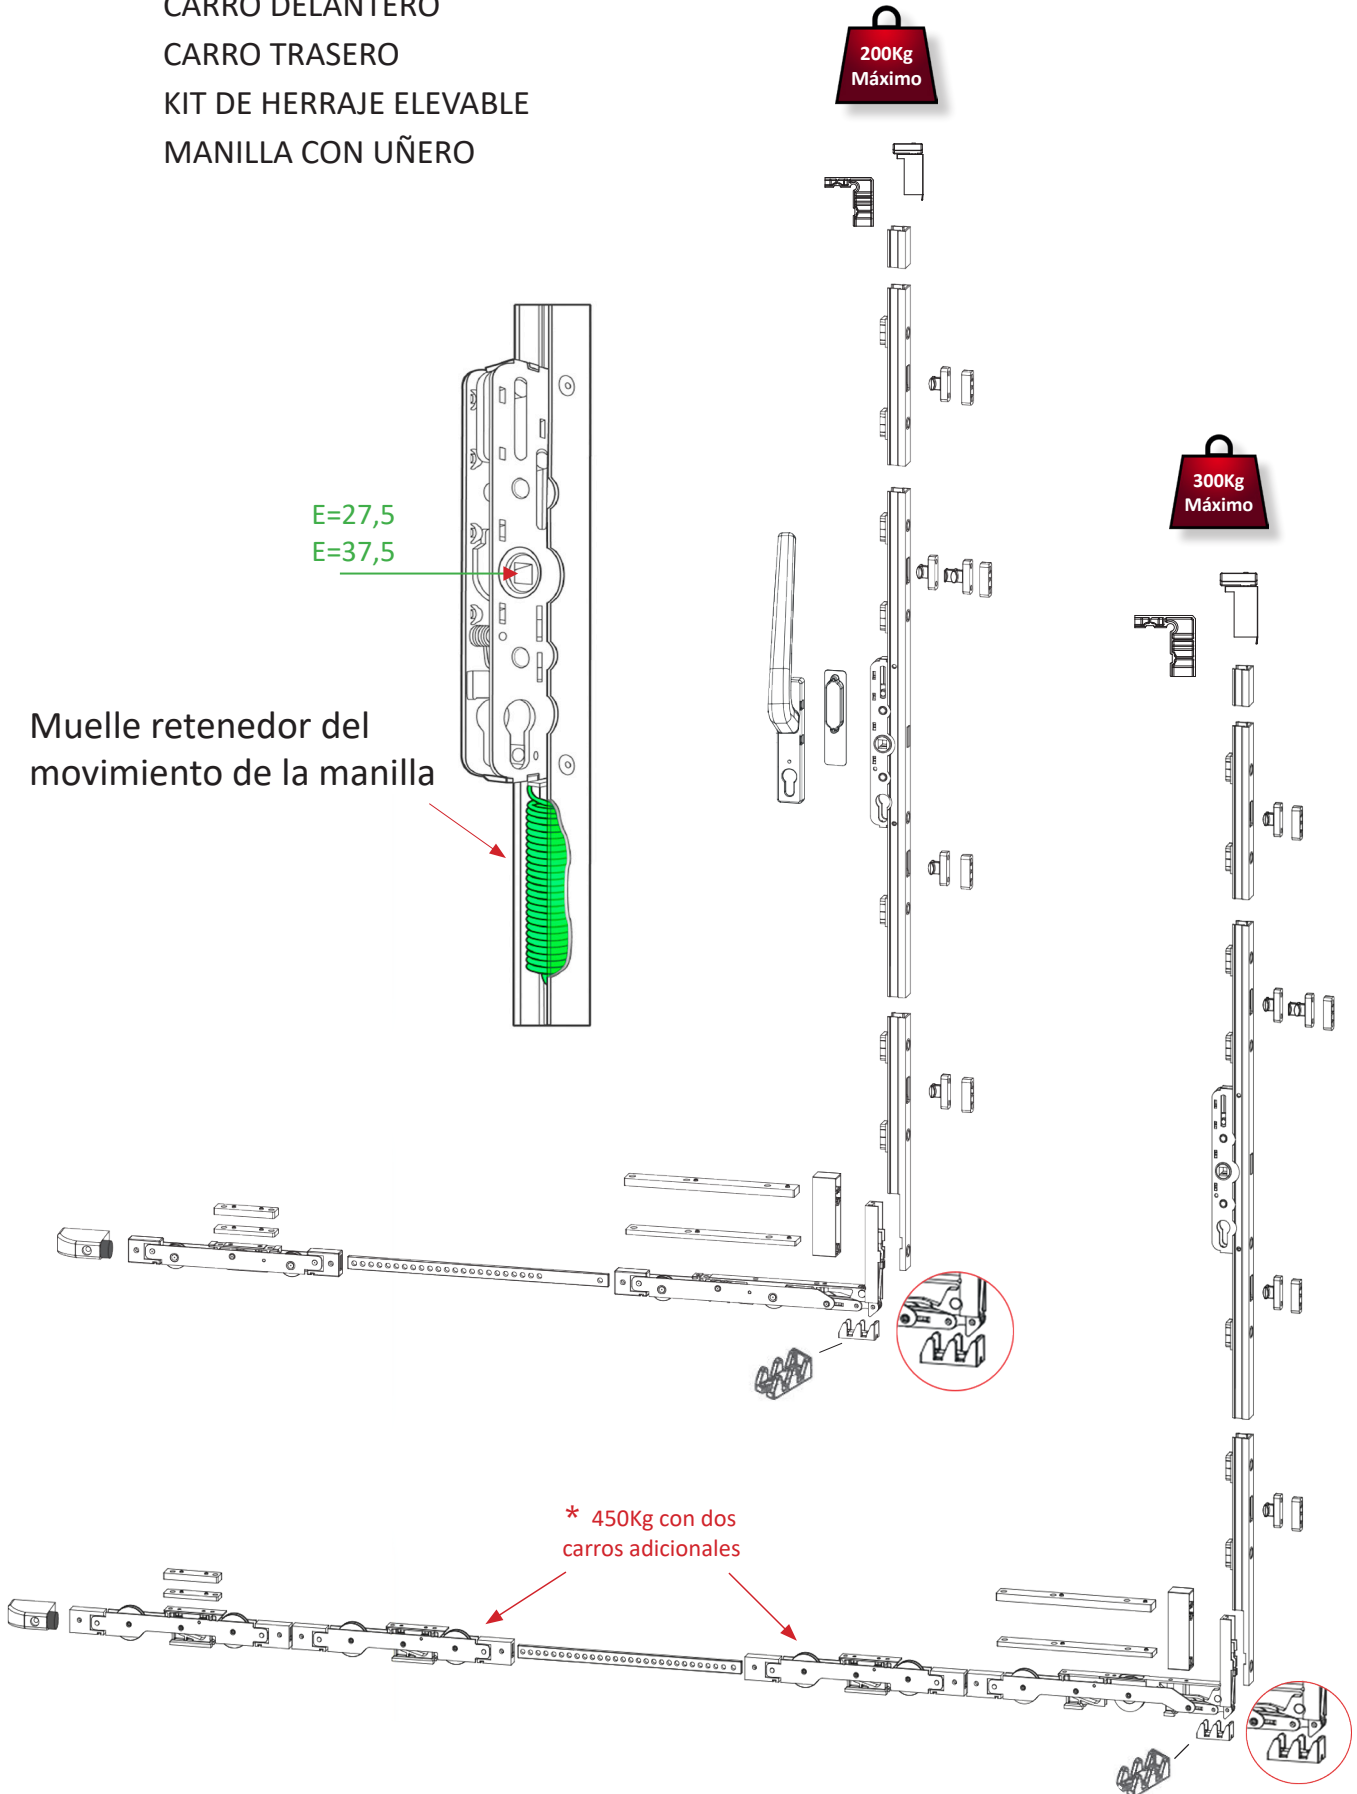 CARRO DELANTERO
CARRO TRASERO
KIT DE HERRAJE ELEVABLE
MANILLA CON UÑERO
200Kg
Máximo
300Kg
Máximo
E=27,5
E=37,5
Muelle retenedor del
movimiento de la manilla
* 450Kg con dos
carros adicionales